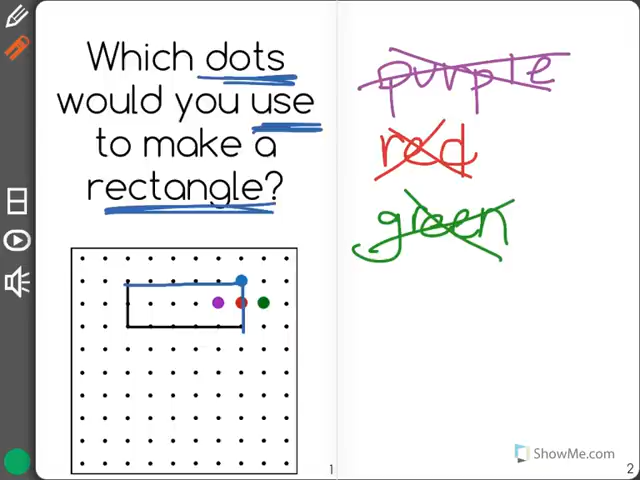 Which dots
would you use
to make a
rectangle?
purple
red
green
ShowMe.com
1
2